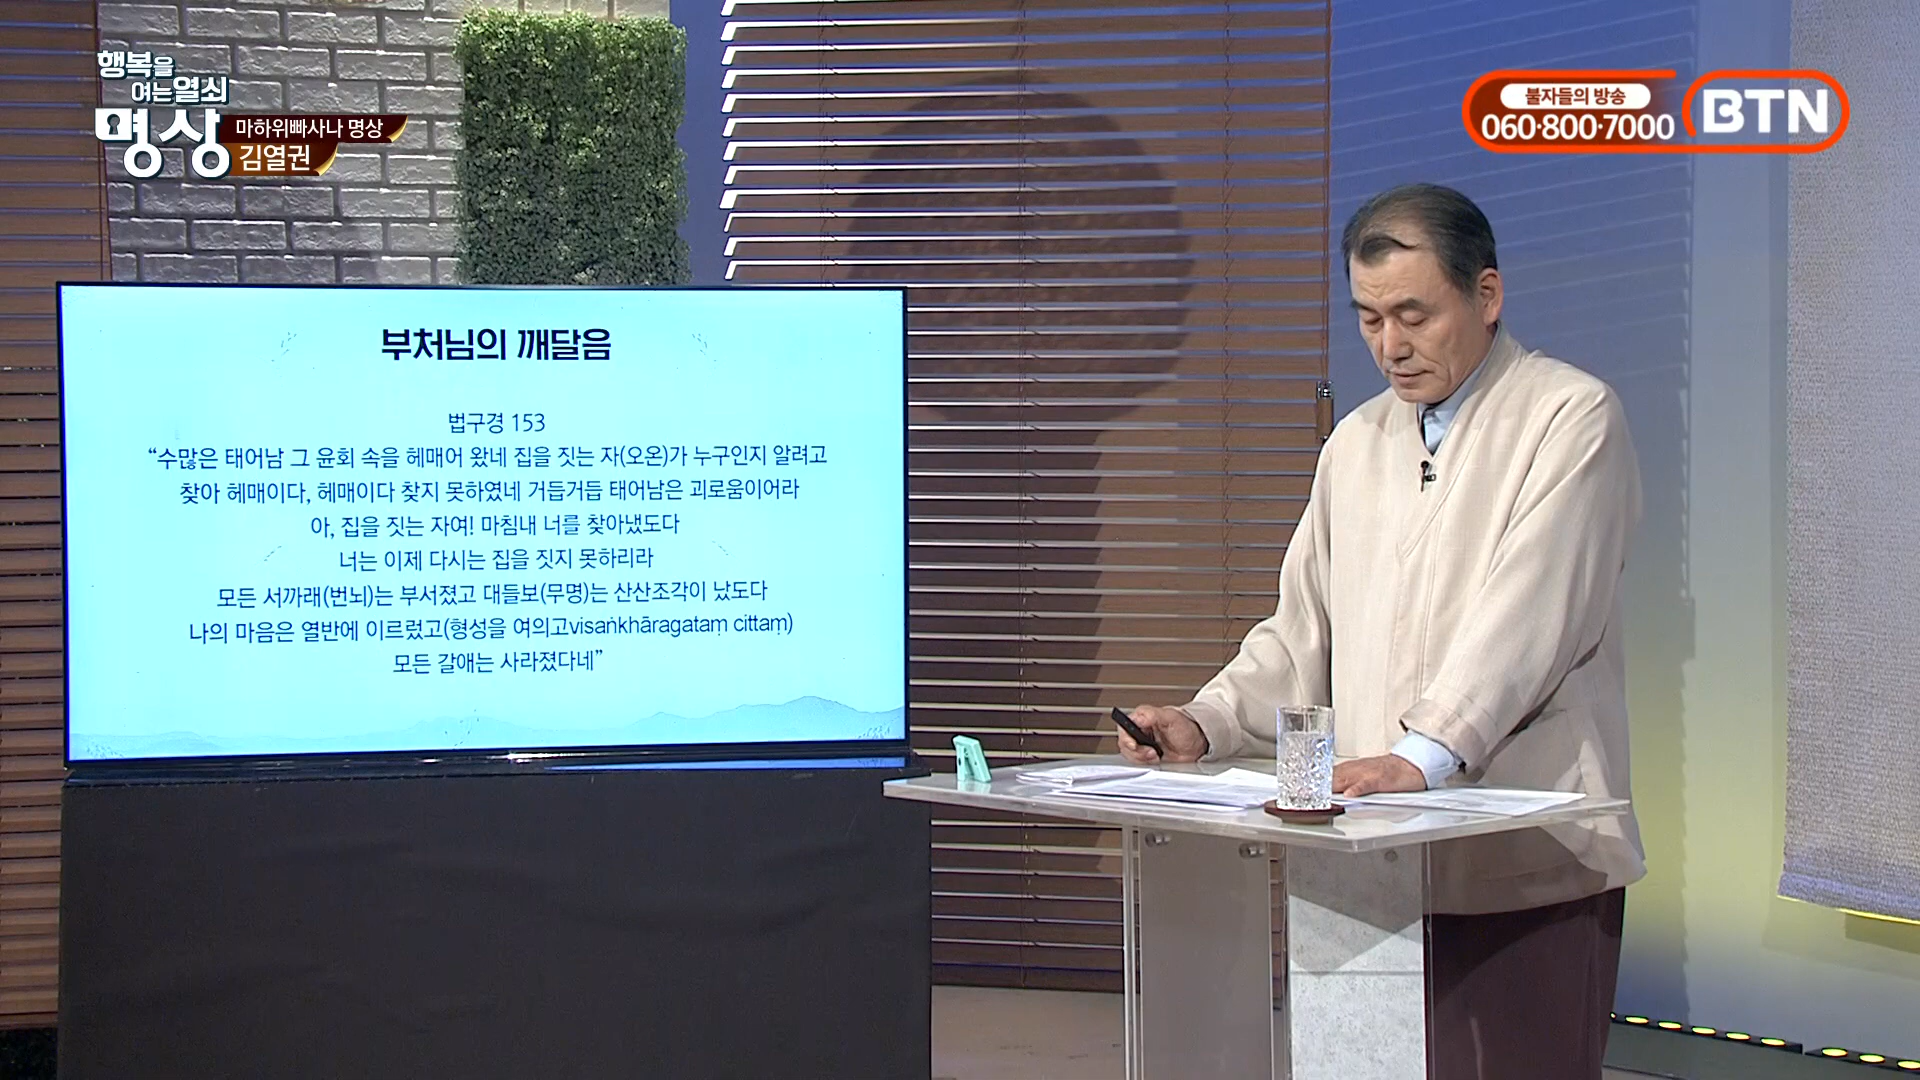 행복을
여는열쇠
명상
마하위빠사나 명상
김열권
불자들의 방송
060·800·7000
BTN
부처님의 깨달음
법구경 153
“수많은 태어남 그 윤회 속을 헤매어 왔네 집을 짓는 자(오온)가 누구인지 알려고
찾아 헤매이다, 헤매이다 찾지 못하였네 거듭거듭 태어남은 괴로움이어라
아, 집을 짓는 자여! 마침내 너를 찾아냈도다
너는 이제 다시는 집을 짓지 못하리라
모든 서까래(번뇌)는 부서졌고 대들보(무명)는 산산조각이 났도다
나의 마음은 열반에 이르렀고(형성을 여의고visaṅkhāragataṃ cittaṃ)
모든 갈애는 사라졌다네”